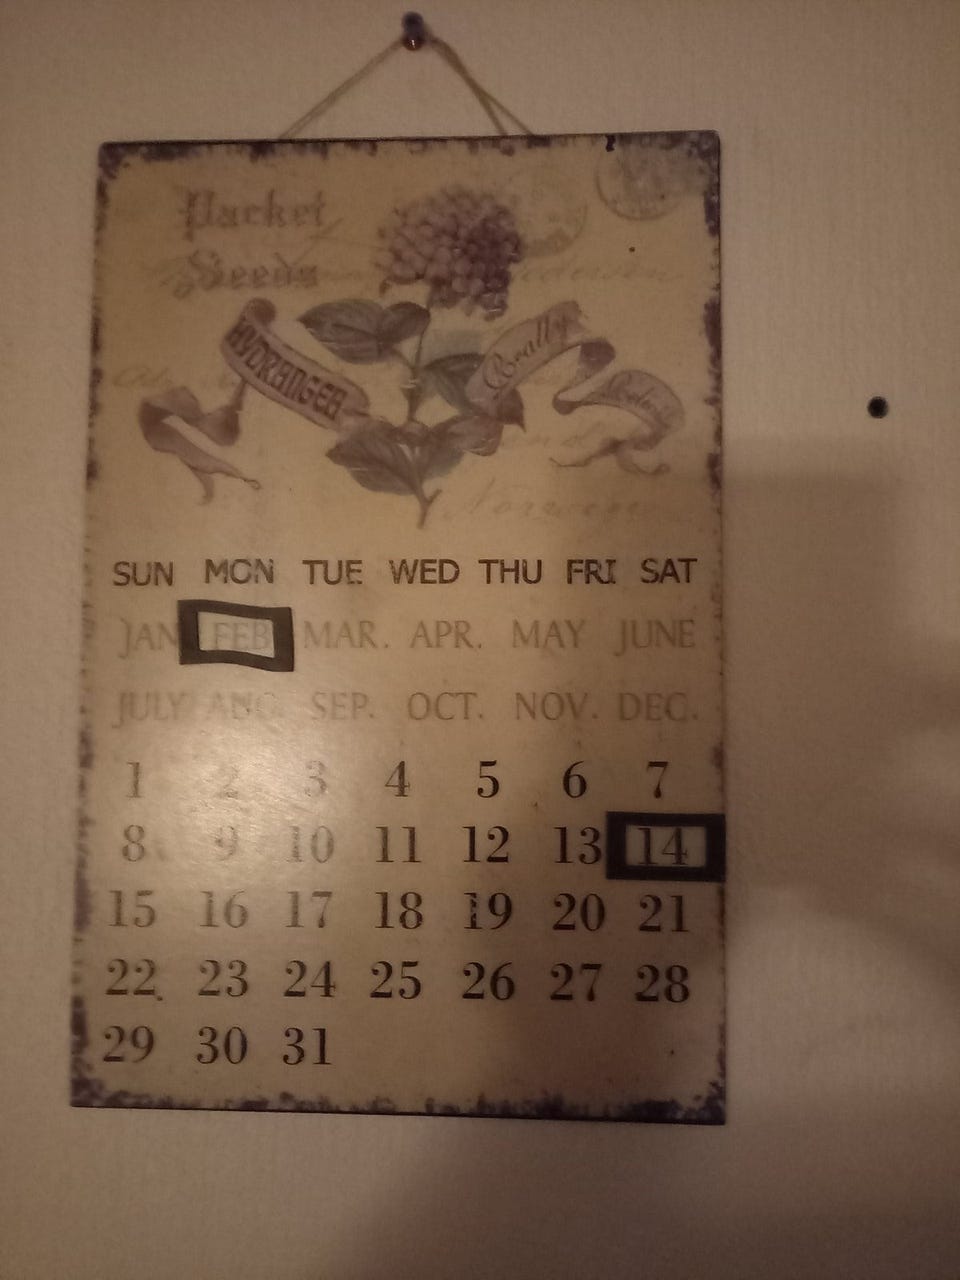 Packet
Seeds
HYDRANGEA
SUN MON TUE WED THU FRI SAT
JAN FEB MAR. APR. MAY JUNE
JULY AUG. SEP. OCT. NOV. DEC.
1 2 3 4 5 6 7
8 9 10 11 12 13 14
15 16 17 18 19 20 21
22 23 24 25 26 27 28
29 30 31